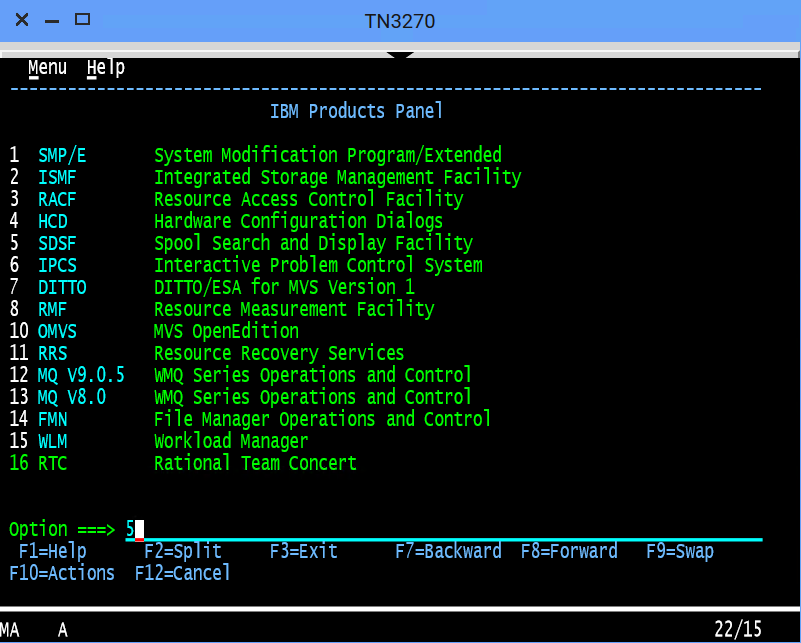 TN3270
Menu Help
-------------------------------------------------------------------------------
IBM Products Panel
1 SMP/E System Modification Program/Extended
2 ISMF Integrated Storage Management Facility
3 RACF Resource Access Control Facility
4 HCD Hardware Configuration Dialogs
5 SDSF Spool Search and Display Facility
6 IPCS Interactive Problem Control System
7 DITTO DITTO/ESA for MVS Version 1
8 RMF Resource Measurement Facility
10 OMVS MVS OpenEdition
11 RRS Resource Recovery Services
12 MQ V9.0.5 WMQ Series Operations and Control
13 MQ V8.0 WMQ Series Operations and Control
14 FMN File Manager Operations and Control
15 WLM Workload Manager
16 RTC Rational Team Concert
Option ===> 5
F1=Help F2=Split F3=Exit F7=Backward F8=Forward F9=Swap
F10=Actions F12=Cancel
MA A 22/15